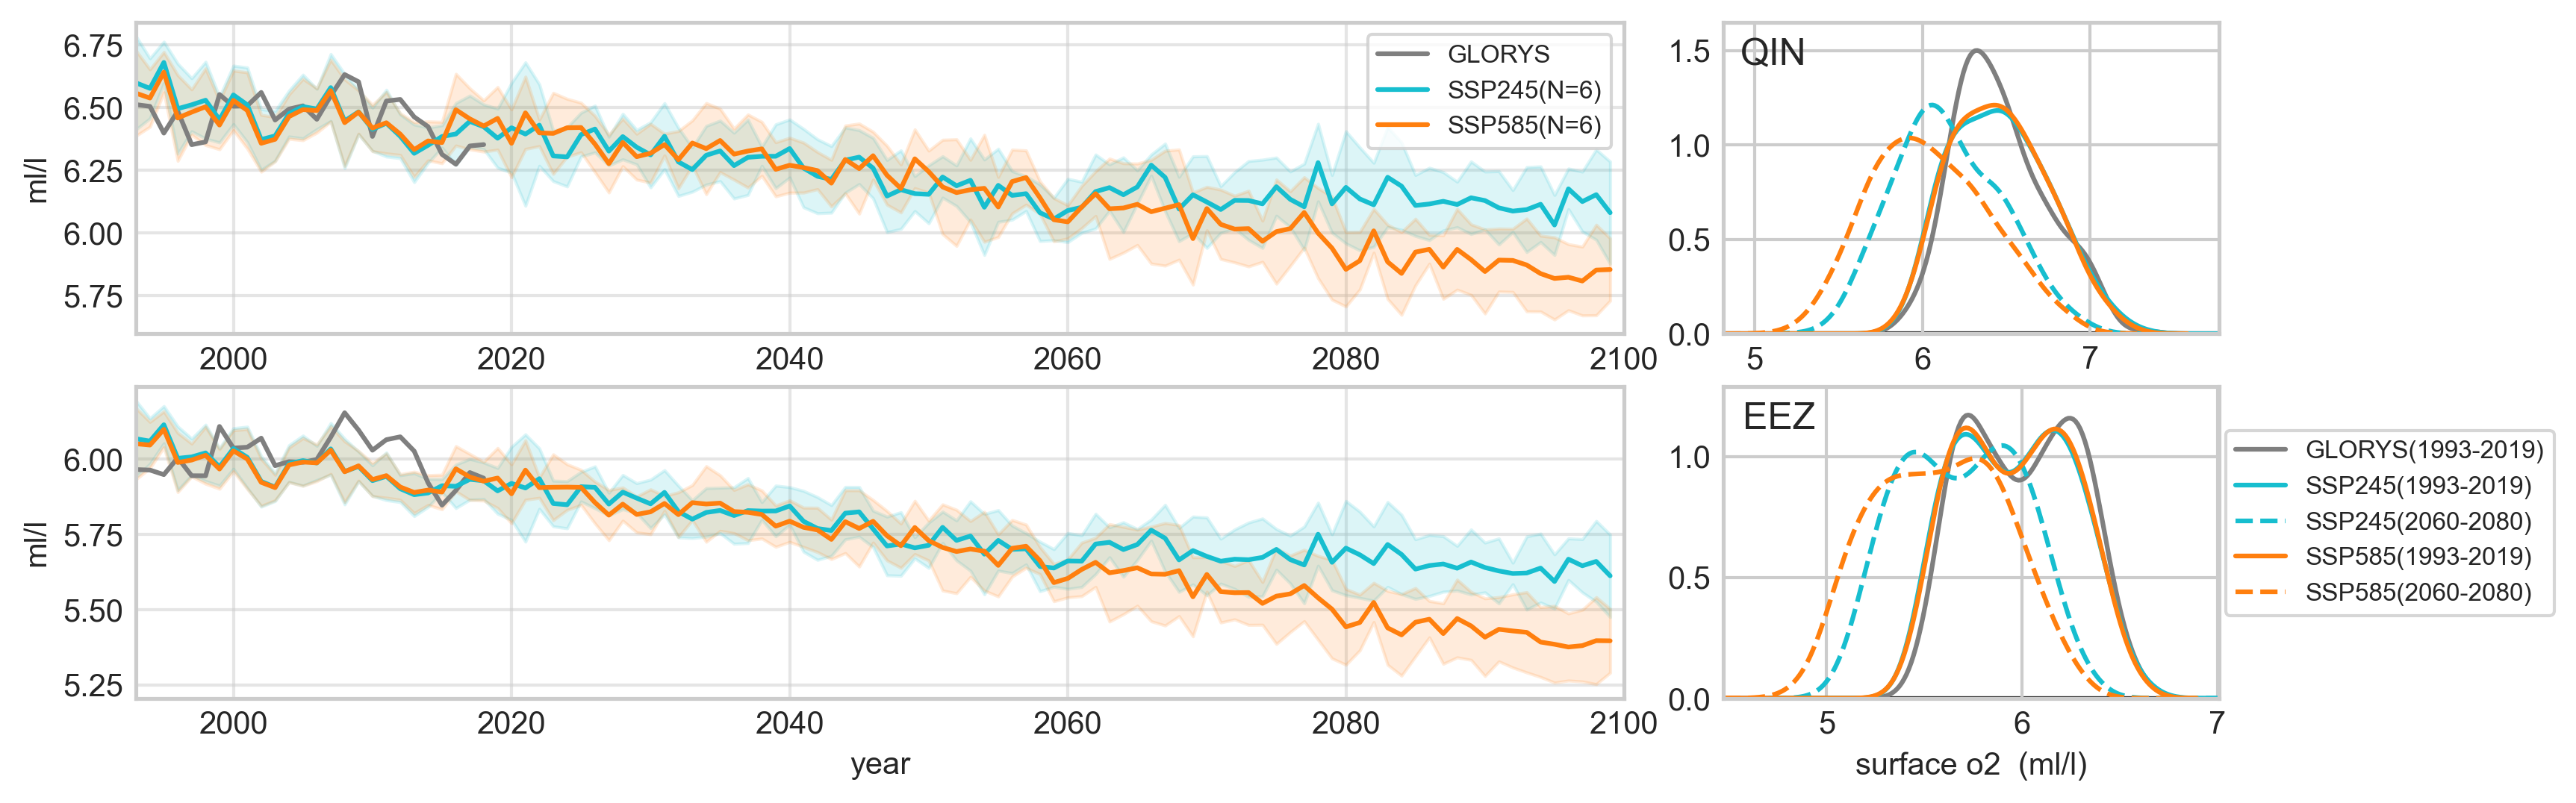 6.75
6.50
6.25
6.00
5.75
ml/l
2000 2020 2040 2060 2080 2100
GLORYS
SSP245(N=6)
SSP585(N=6)
QIN
1.5
1.0
0.5
0.0
5 6 7
6.00
5.75
5.50
5.25
ml/l
2000 2020 2040 2060 2080 2100
year
EEZ
1.0
0.5
0.0
5 6 7
surface o2 (ml/l)
GLORYS(1993-2019)
SSP245(1993-2019)
SSP245(2060-2080)
SSP585(1993-2019)
SSP585(2060-2080)